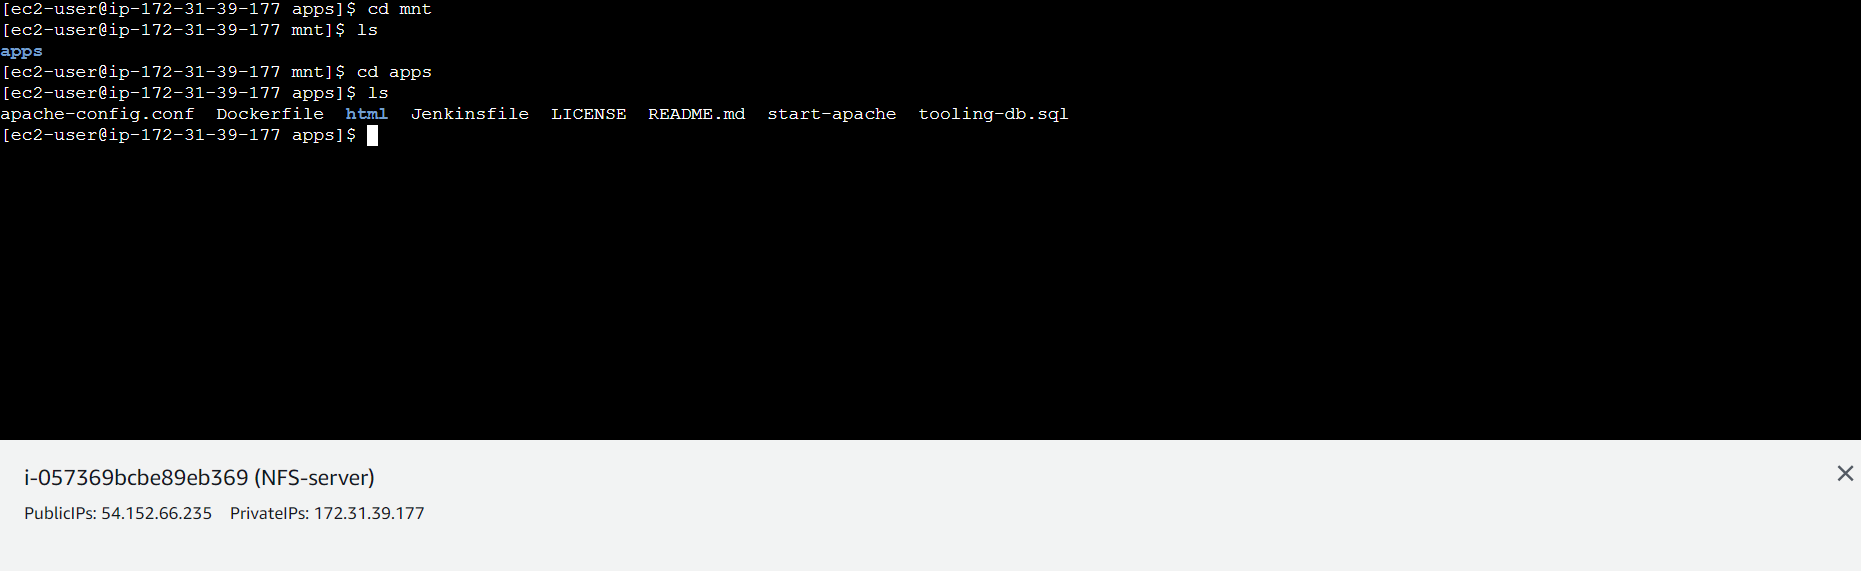 [ec2-user@ip-172-31-39-177 apps]$ cd mnt
[ec2-user@ip-172-31-39-177 mnt]$ ls
apps
[ec2-user@ip-172-31-39-177 mnt]$ cd apps
[ec2-user@ip-172-31-39-177 apps]$ ls
apache-config.conf  Dockerfile  html  Jenkinsfile  LICENSE  README.md  start-apache  tooling-db.sql
[ec2-user@ip-172-31-39-177 apps]$
i-057369bcbe89eb369 (NFS-server)
PublicIPs: 54.152.66.235    PrivateIPs: 172.31.39.177